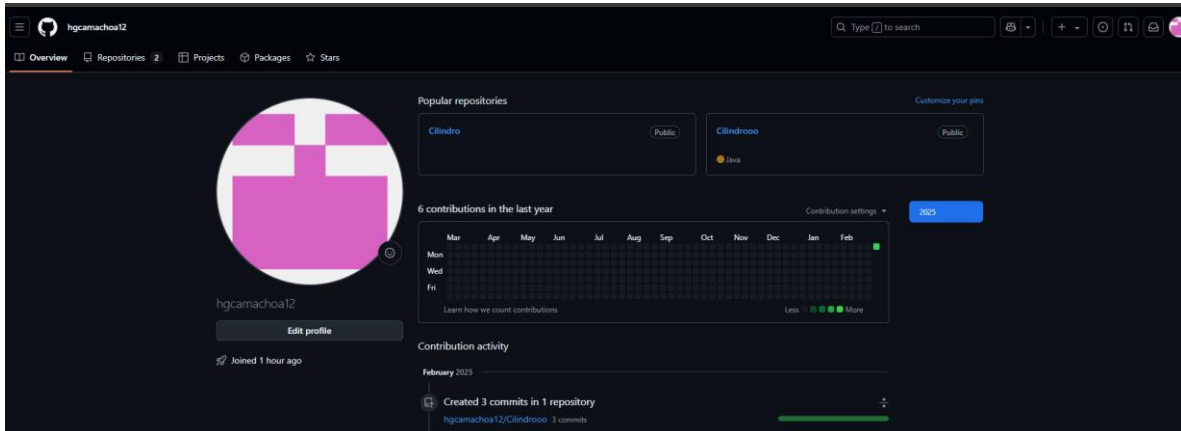 hgcamachoa12
Type / to search
Overview Repositories 2 Projects Packages Stars
Popular repositories Customize your pins
Cilindro Public Cilindrooo Public
Java
6 contributions in the last year Contribution settings 2025
Mar Apr May Jun Jul Aug Sep Oct Nov Dec Jan Feb
Mon
Wed
Fri
Learn how we count contributions Less More
hgcamachoa12
Edit profile
Joined 1 hour ago
Contribution activity
February 2025
Created 3 commits in 1 repository
hgcamachoa12/Cilindrooo 3 commits